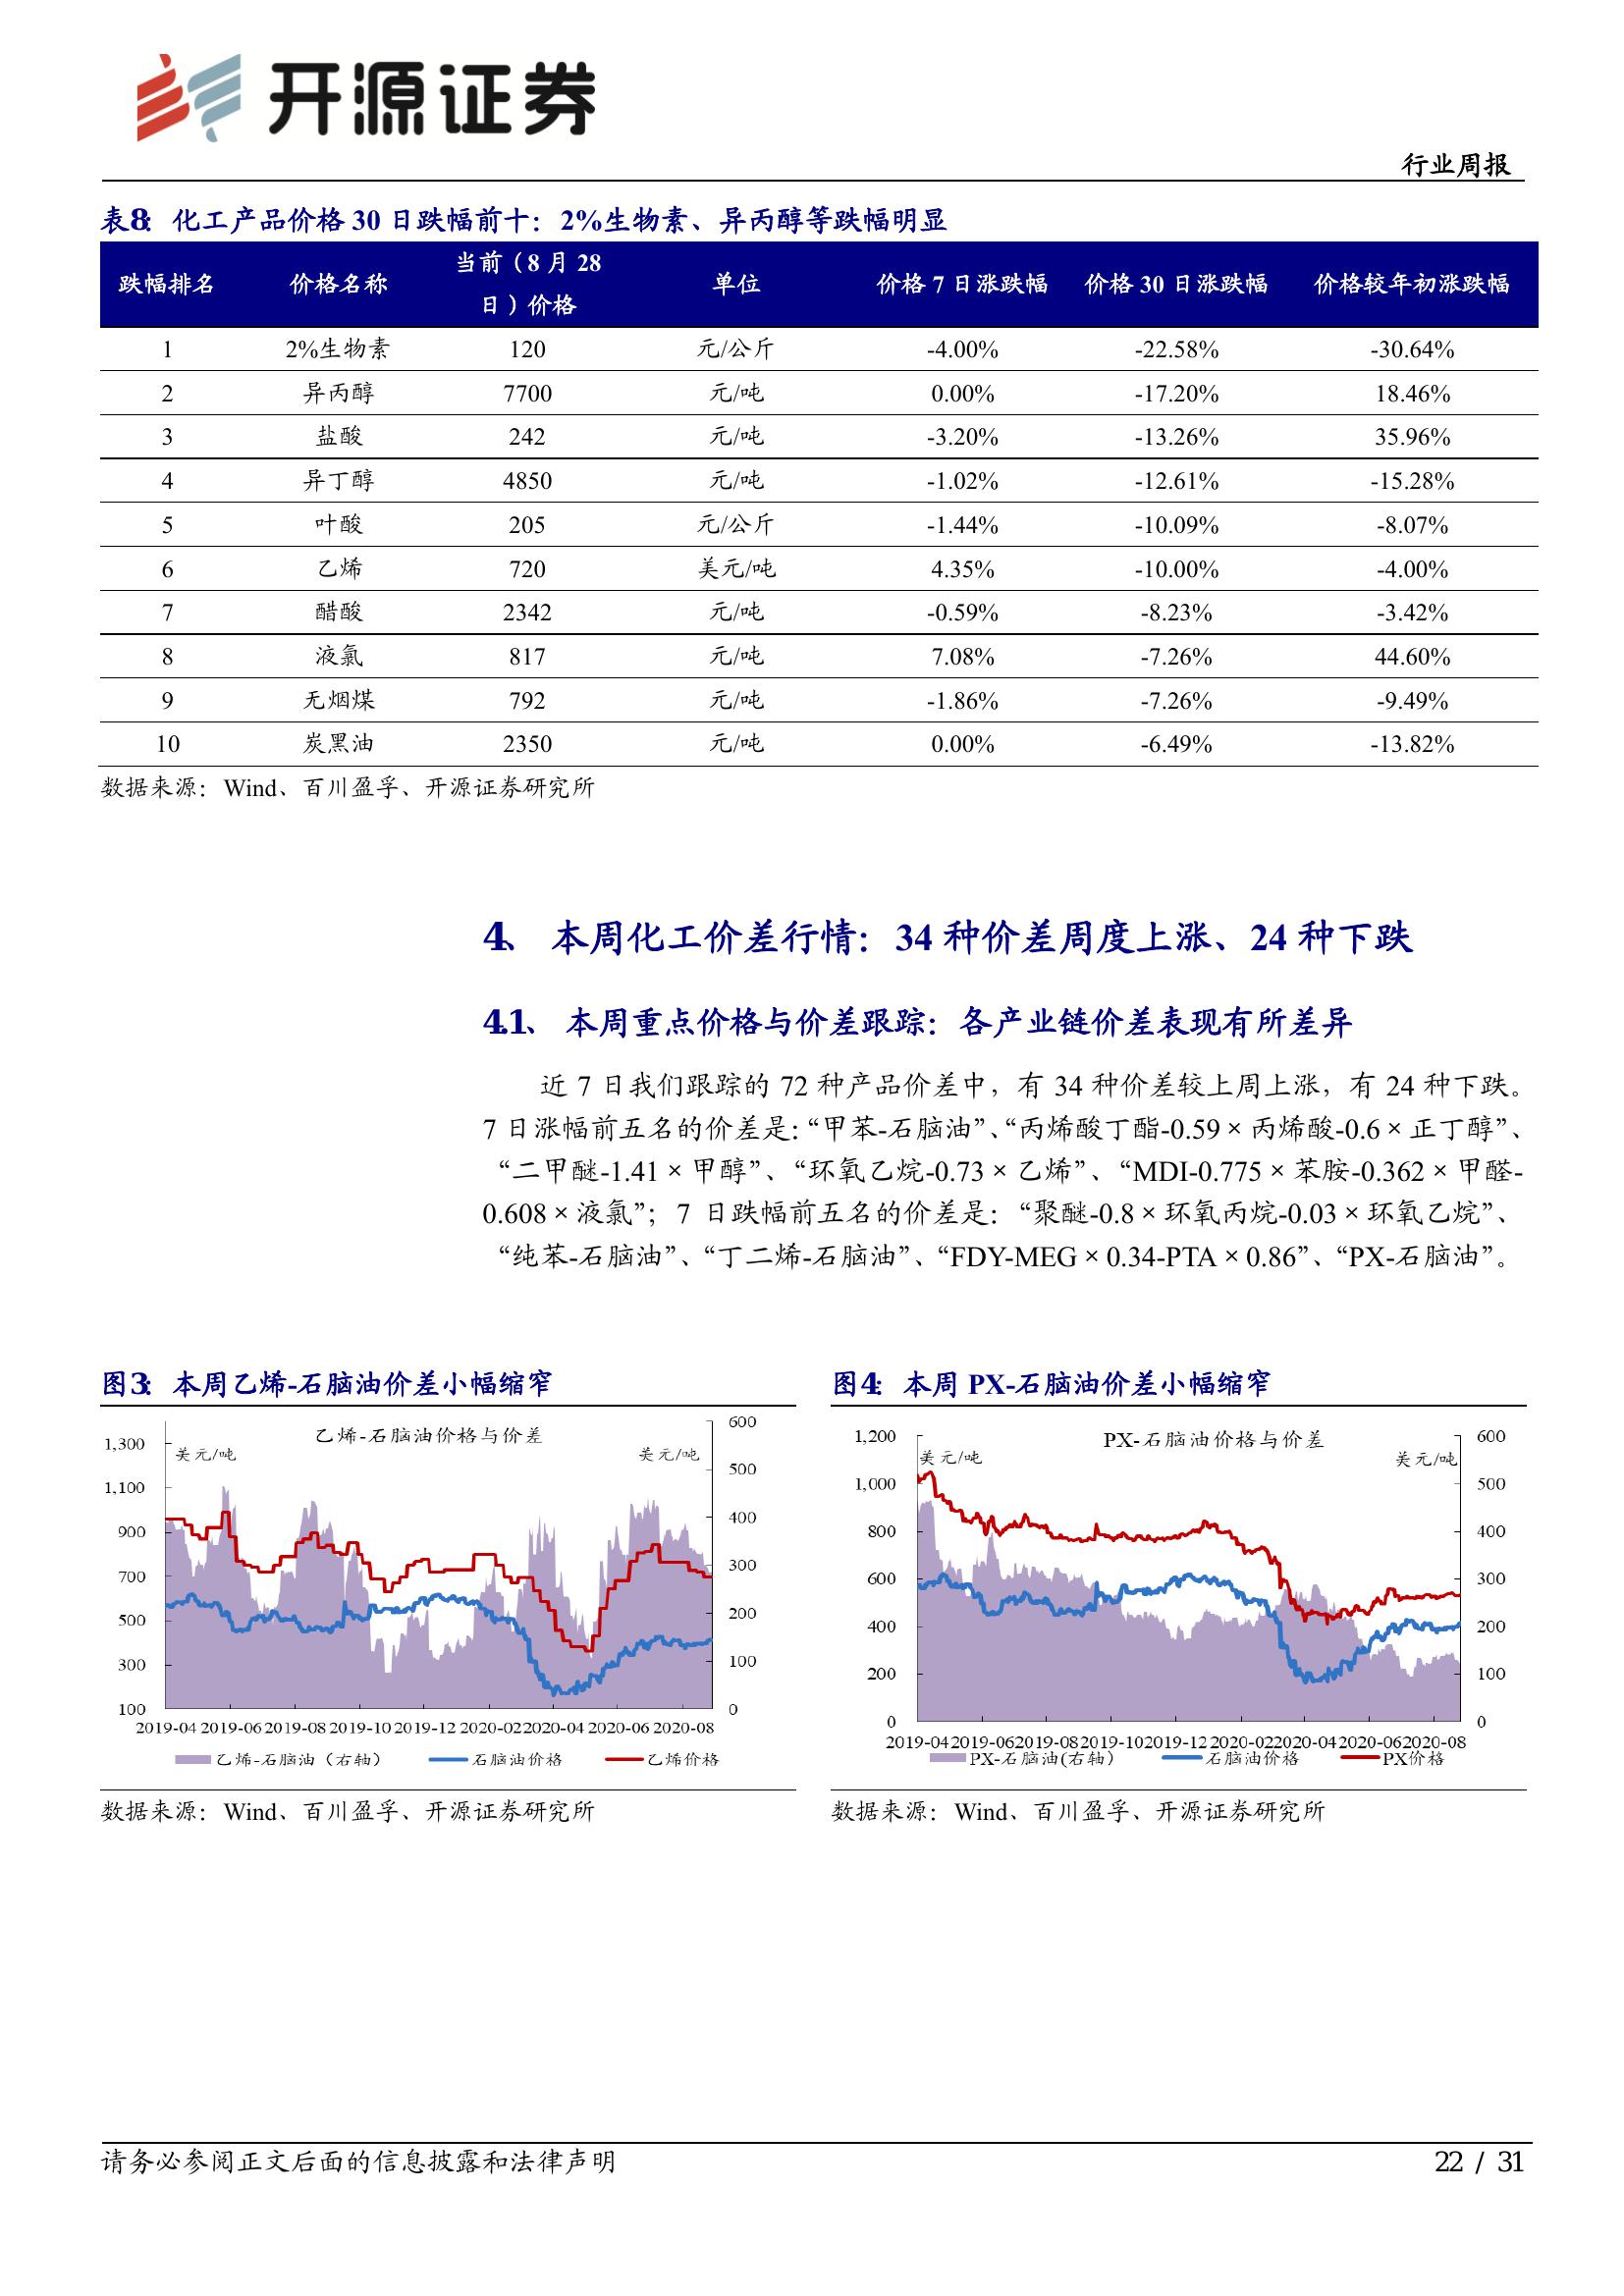 开源证券
行业周报
表8： 化工产品价格 30 日跌幅前十：2%生物素、异丙醇等跌幅明显
跌幅排名 价格名称 当前（8 月 28 日）价格 单位 价格 7 日涨跌幅 价格 30 日涨跌幅 价格较年初涨跌幅
1 2%生物素 120 元/公斤 -4.00% -22.58% -30.64%
2 异丙醇 7700 元/吨 0.00% -17.20% 18.46%
3 盐酸 242 元/吨 -3.20% -13.26% 35.96%
4 异丁醇 4850 元/吨 -1.02% -12.61% -15.28%
5 叶酸 205 元/公斤 -1.44% -10.09% -8.07%
6 乙烯 720 美元/吨 4.35% -10.00% -4.00%
7 醋酸 2342 元/吨 -0.59% -8.23% -3.42%
8 液氯 817 元/吨 7.08% -7.26% 44.60%
9 无烟煤 792 元/吨 -1.86% -7.26% -9.49%
10 炭黑油 2350 元/吨 0.00% -6.49% -13.82%
数据来源：Wind、百川盈孚、开源证券研究所
4、 本周化工价差行情：34 种价差周度上涨、24 种下跌
4.1、 本周重点价格与价差跟踪：各产业链价差表现有所差异
近 7 日我们跟踪的 72 种产品价差中，有 34 种价差较上周上涨，有 24 种下跌。
7 日涨幅前五名的价差是：“甲苯-石脑油”、“丙烯酸丁酯-0.59×丙烯酸-0.6×正丁醇”、
“二甲醚-1.41×甲醇”、“环氧乙烷-0.73×乙烯”、“MDI-0.775×苯胺-0.362×甲醛-
0.608×液氯”；7 日跌幅前五名的价差是：“聚醚-0.8×环氧丙烷-0.03×环氧乙烷”、
“纯苯-石脑油”、“丁二烯-石脑油”、“FDY-MEG×0.34-PTA×0.86”、“PX-石脑油”。
图3： 本周乙烯-石脑油价差小幅缩窄
乙烯-石脑油价格与价差
美元/吨 美元/吨
1,300
1,100
900
700
500
300
100
600
500
400
300
200
100
0
2019-04 2019-06 2019-08 2019-10 2019-12 2020-02 2020-04 2020-06 2020-08
乙烯-石脑油（右轴） 石脑油价格 乙烯价格
数据来源：Wind、百川盈孚、开源证券研究所
图4： 本周 PX-石脑油价差小幅缩窄
PX-石脑油价格与价差
美元/吨 美元/吨
1,200
1,000
800
600
400
200
0
600
500
400
300
200
100
0
2019-04 2019-06 2019-08 2019-10 2019-12 2020-02 2020-04 2020-06 2020-08
PX-石脑油(右轴） 石脑油价格 PX价格
数据来源：Wind、百川盈孚、开源证券研究所
请务必参阅正文后面的信息披露和法律声明
22 / 31